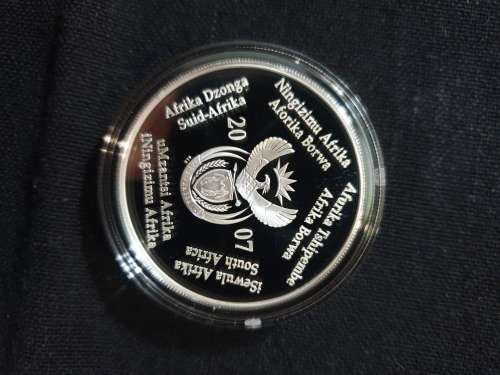 Afrika Dzonga
Suid-Afrika
Ningizimu Afrika
Aforika Borwa
Afurika Tshipembe
Afrika Borwa
iSewula Afrika
South Africa
uMzantsi Afrika
iNingizimu Afrika
20
07